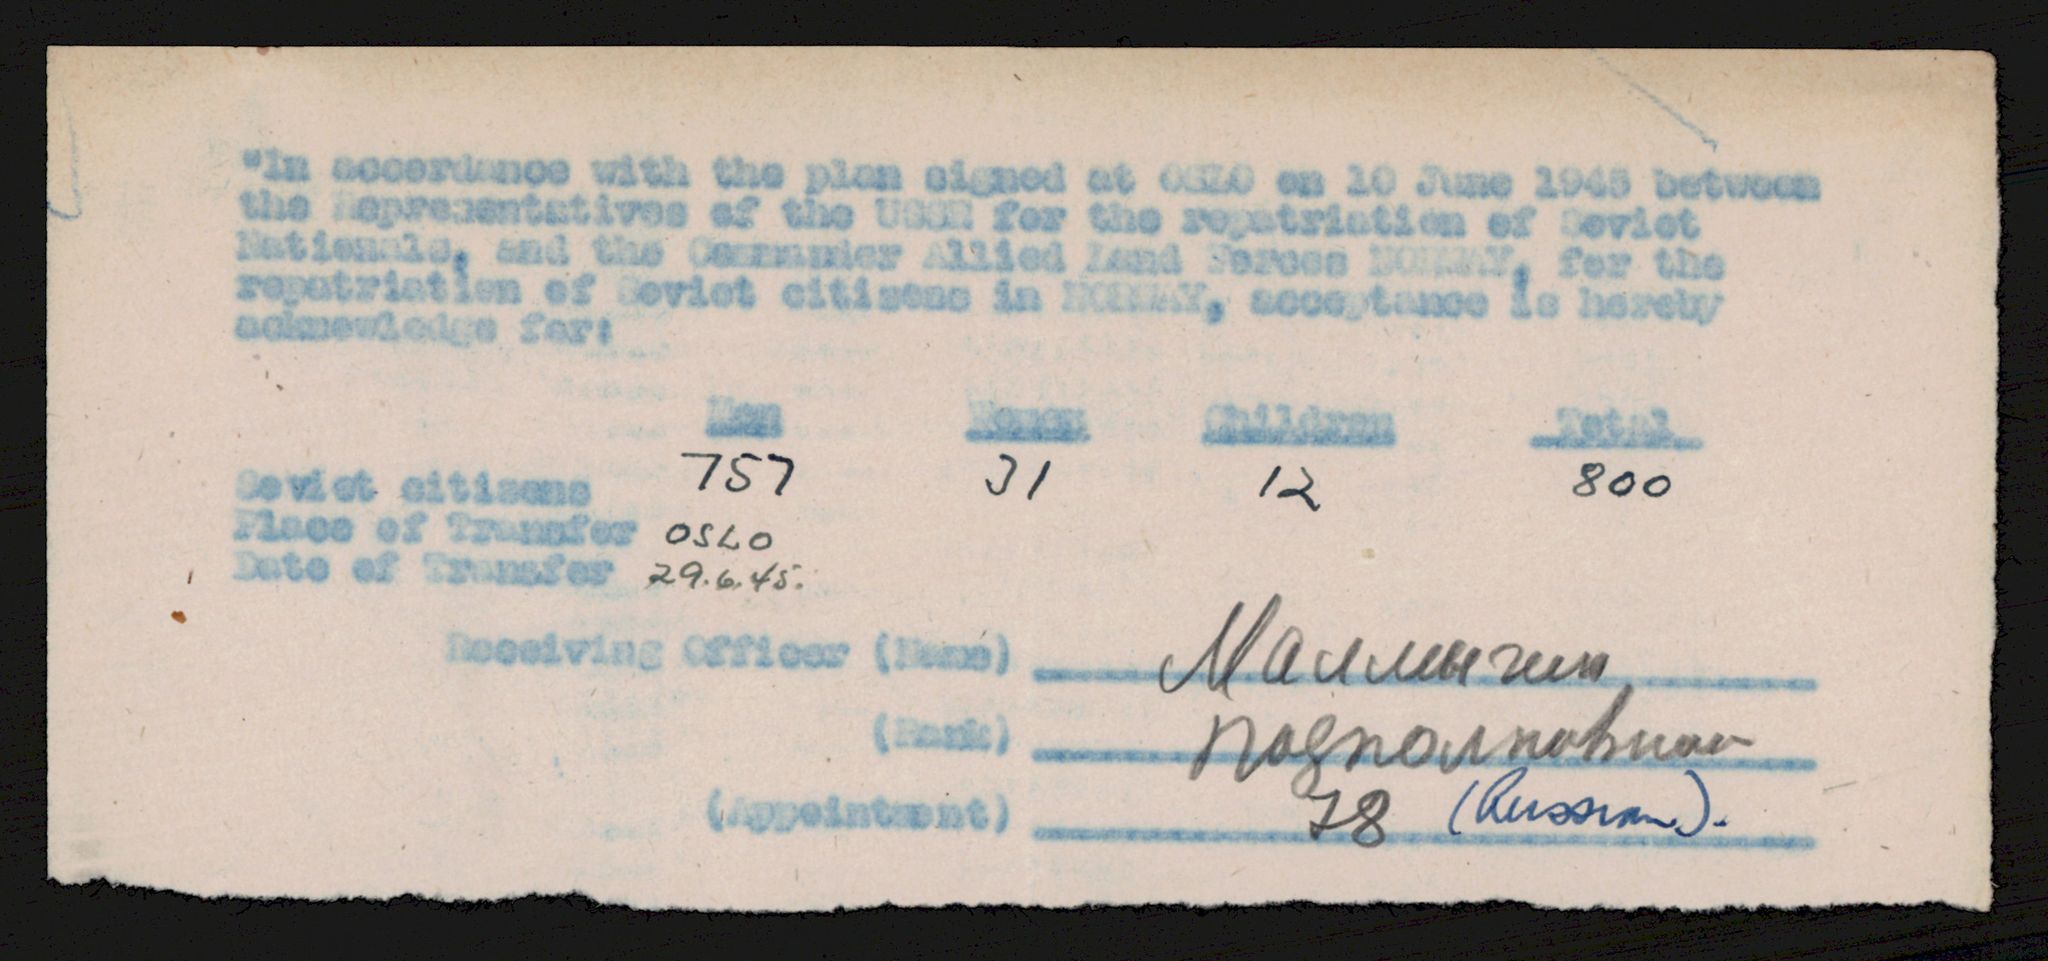 "In accordance with the plan signed at OSLO on 10 June 1945 between
the Representatives of the USSR for the repatriation of Soviet
Nationals, and the Commander Allied Land Forces NORWAY, for the
repatriation of Soviet citizens in NORWAY, acceptance is hereby
acknowledge for:
Men Women Children Total
Soviet citizens 757 31 12 800
Place of Transfer OSLO
Date of Transfer 29.6.45.
Receiving Officer (Name)
(Rank) подполковник
(Appointment) 78 (Russian).